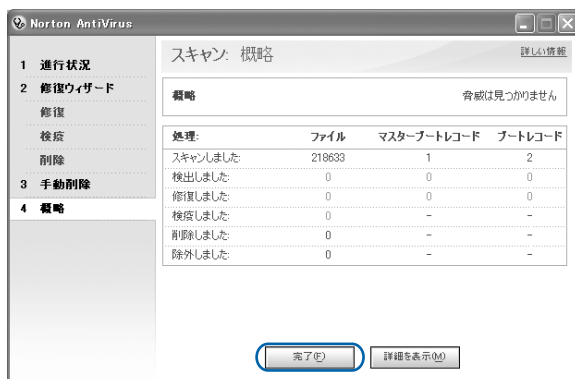 Norton AntiVirus
1 進行状況
2 修復ウィザード
修復
検疫
削除
3 手動削除
4 概略
スキャン: 概略
詳しい情報
概略 脅威は見つかりません
処理: ファイル マスターブートレコード ブートレコード
スキャンしました: 218633 1 2
検出しました: 0 0 0
修復しました: 0 0 0
検疫しました: 0 - -
削除しました: 0 - -
除外しました: 0 - -
完了(F) 詳細を表示(M)